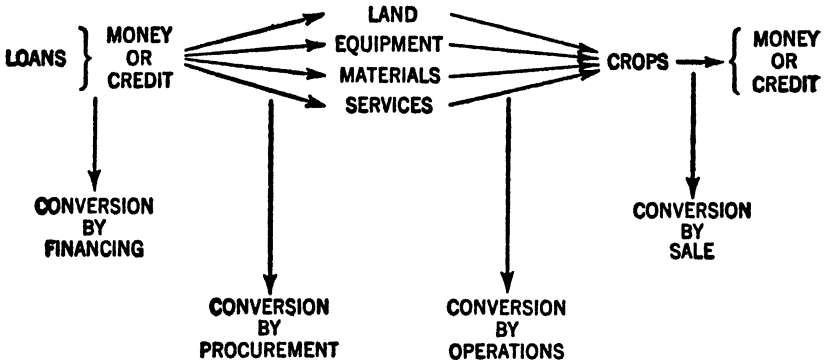 LOANS
MONEY
OR
CREDIT
LAND
EQUIPMENT
MATERIALS
SERVICES
CROPS
MONEY
OR
CREDIT
CONVERSION
BY
FINANCING
CONVERSION
BY
PROCUREMENT
CONVERSION
BY
OPERATIONS
CONVERSION
BY
SALE